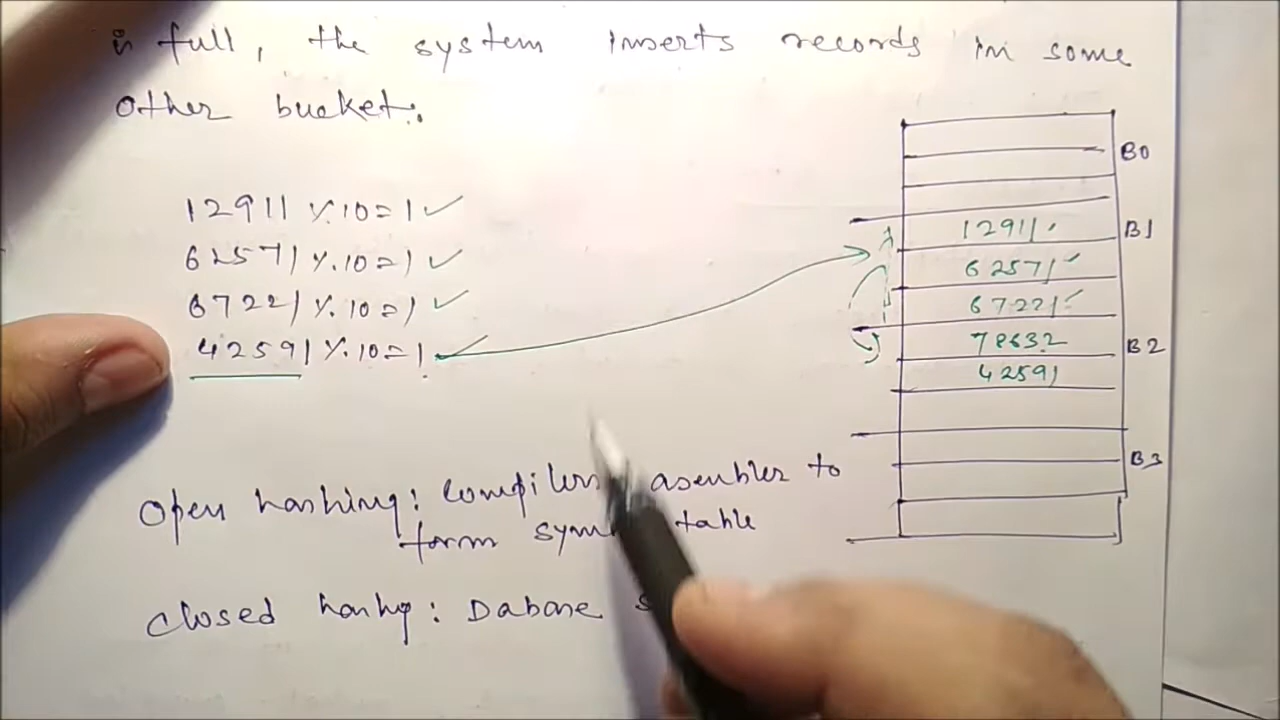 is full, the system inserts records in some
other bucket.
12911 % 10 = 1 ✓
62571 % 10 = 1 ✓
67221 % 10 = 1 ✓
42591 % 10 = 1
B0
12911 B1
62571 ✓
67221 ✓
78632 B2
42591
B3
Open hashing: Compilers asembler to
form table
Closed hashg: Dabase